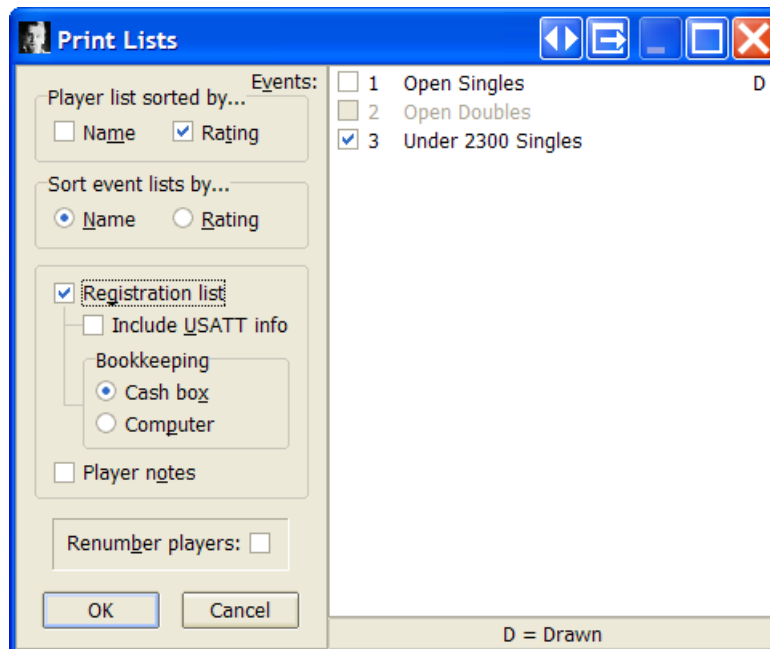 Print Lists
Events:
Player list sorted by...
Name
Rating
Sort event lists by...
Name
Rating
Registration list
Include USATT info
Bookkeeping
Cash box
Computer
Player notes
Renumber players:
OK
Cancel
1 Open Singles D
2 Open Doubles
3 Under 2300 Singles
D = Drawn